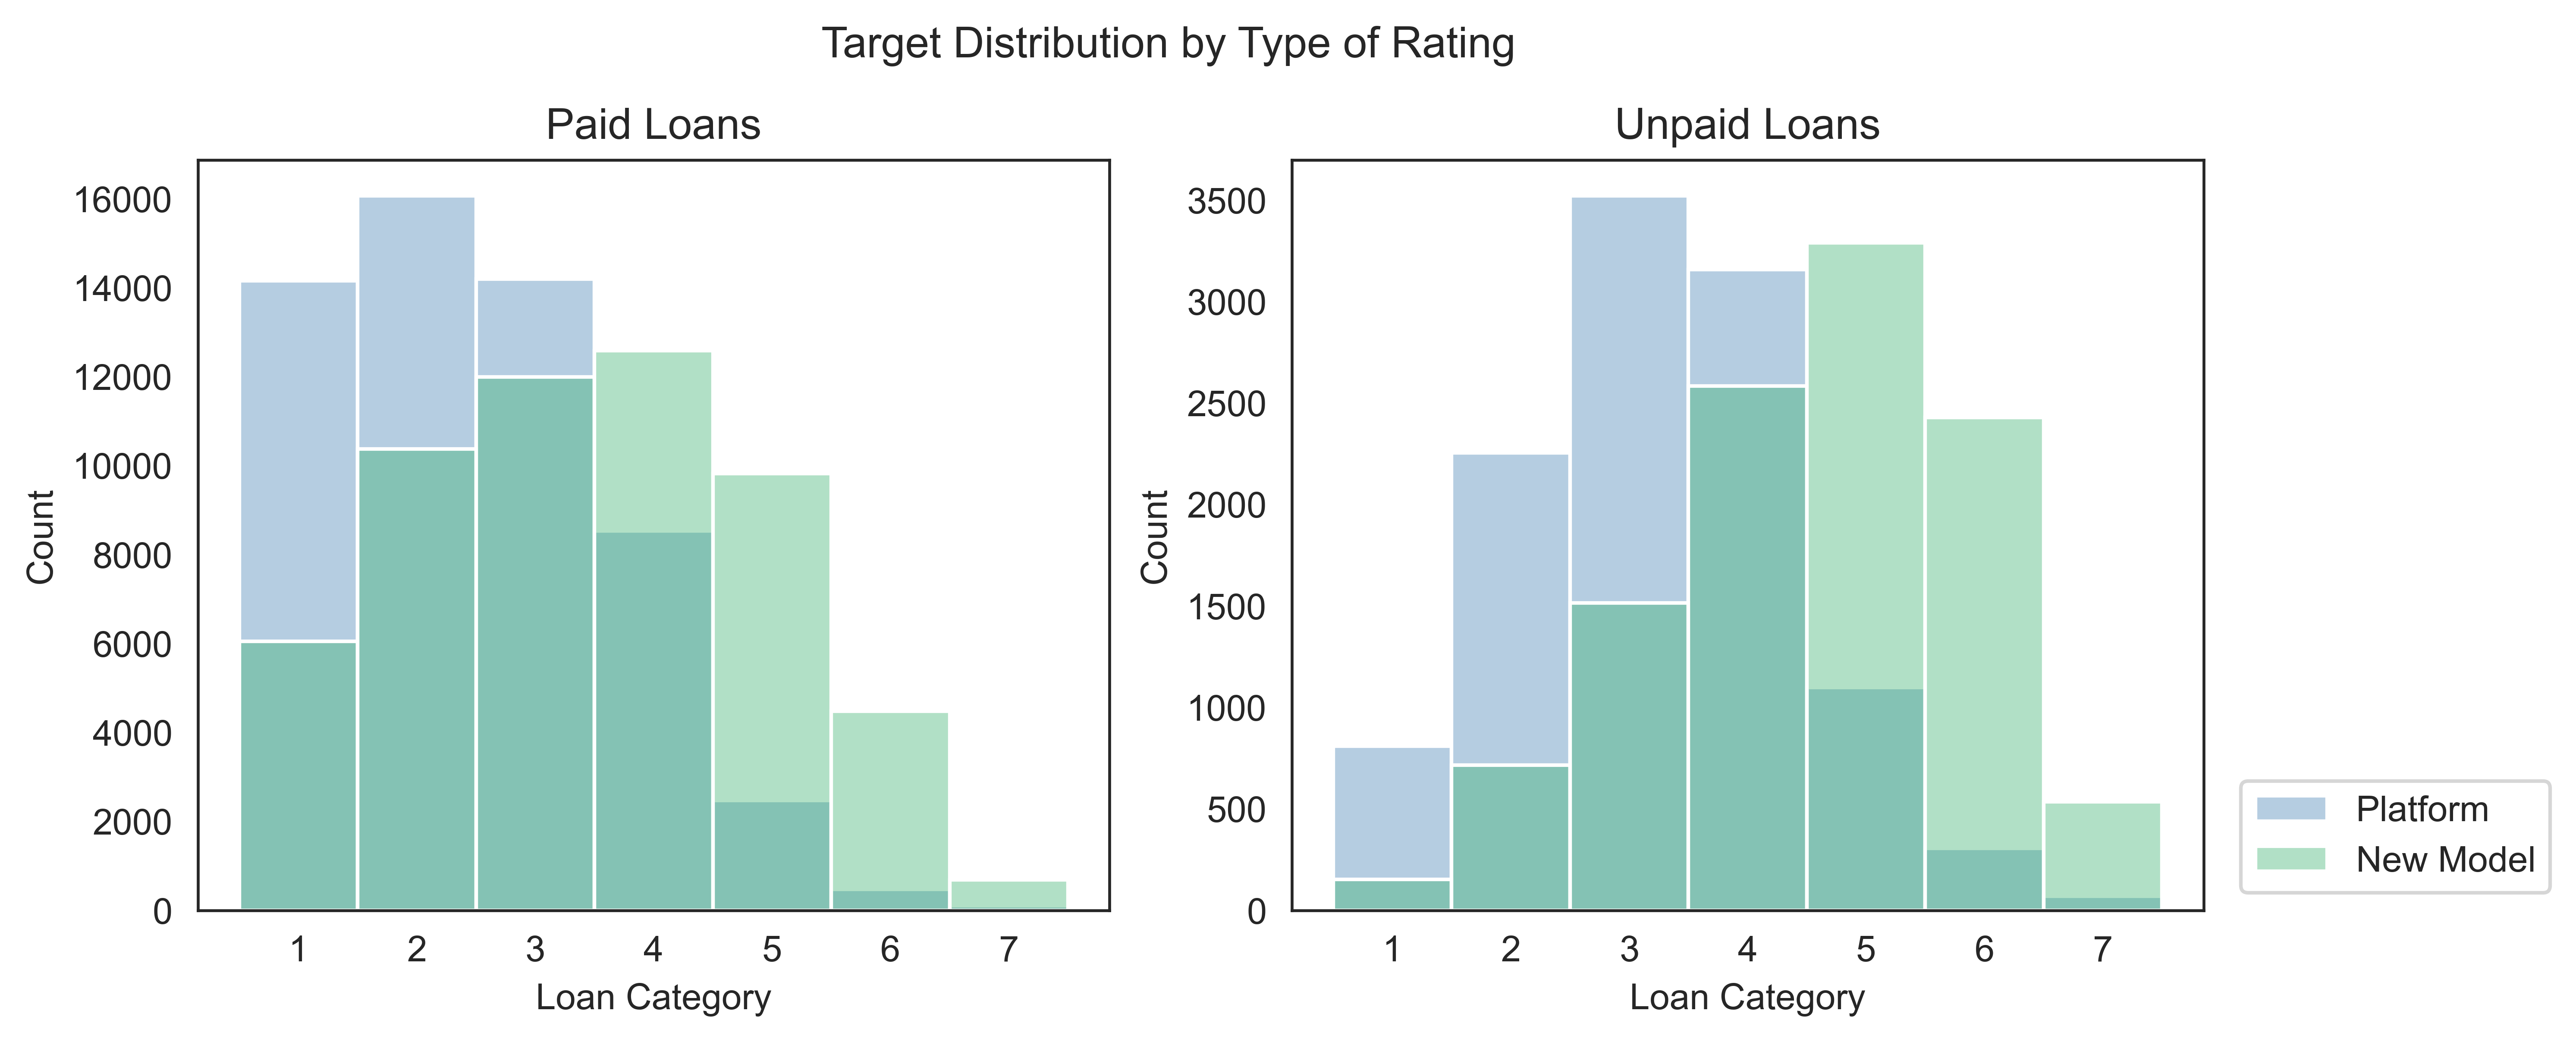 Target Distribution by Type of Rating
Paid Loans
16000
14000
12000
10000
8000
6000
4000
2000
0
Count
1 2 3 4 5 6 7
Loan Category
Unpaid Loans
3500
3000
2500
2000
1500
1000
500
0
Count
1 2 3 4 5 6 7
Loan Category
Platform
New Model